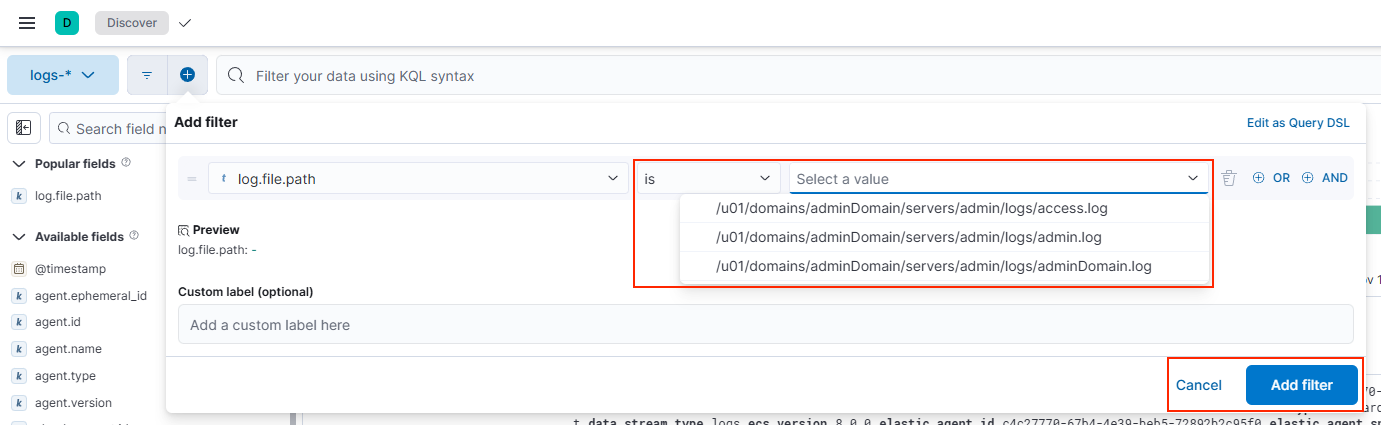 D Discover
logs-* Filter your data using KQL syntax
Add filter Edit as Query DSL
Search field n
Popular fields
k log.file.path
Available fields
@timestamp
k agent.ephemeral_id
k agent.id
k agent.name
k agent.type
k agent.version
= t log.file.path is Select a value OR AND
/u01/domains/adminDomain/servers/admin/logs/access.log
/u01/domains/adminDomain/servers/admin/logs/admin.log
/u01/domains/adminDomain/servers/admin/logs/adminDomain.log
Preview
log.file.path: -
Custom label (optional)
Add a custom label here
Cancel Add filter